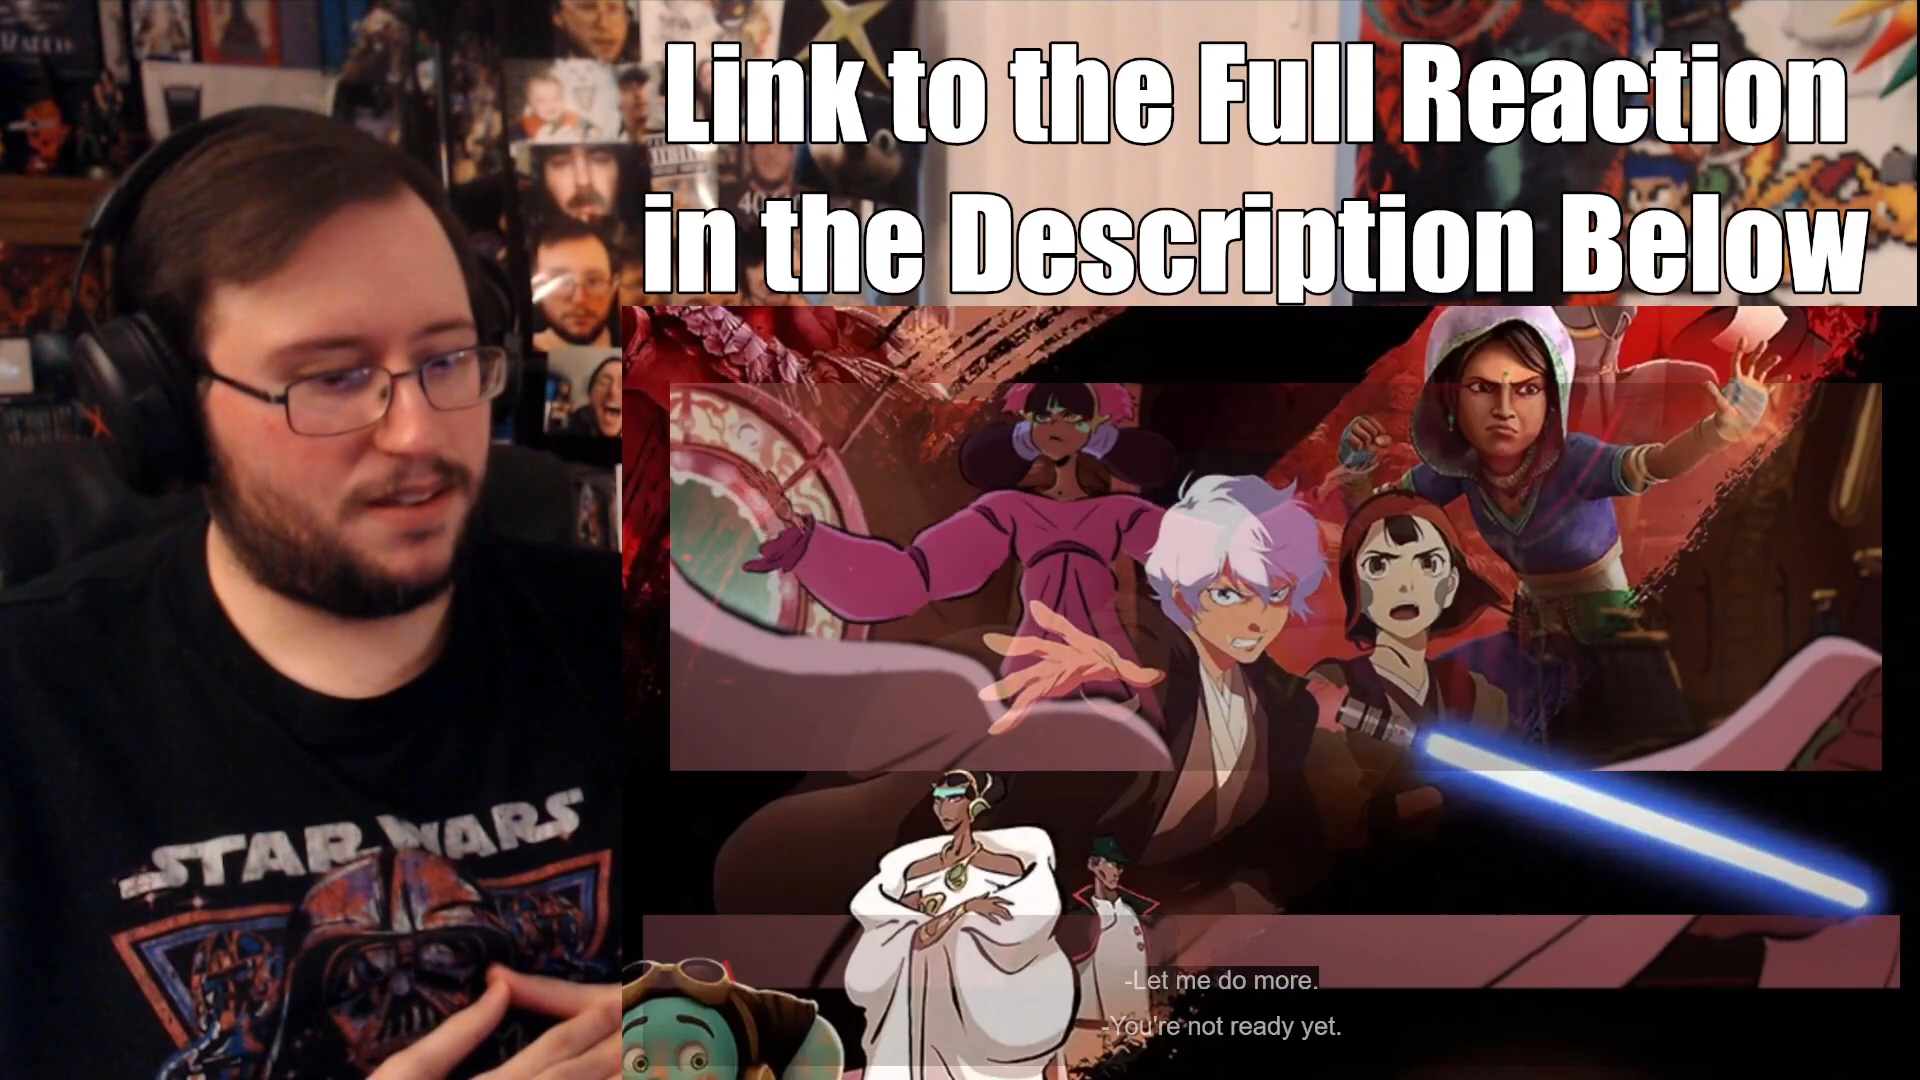 Link to the Full Reaction
in the Description Below
STAR WARS
-Let me do more.
-You're not ready yet.